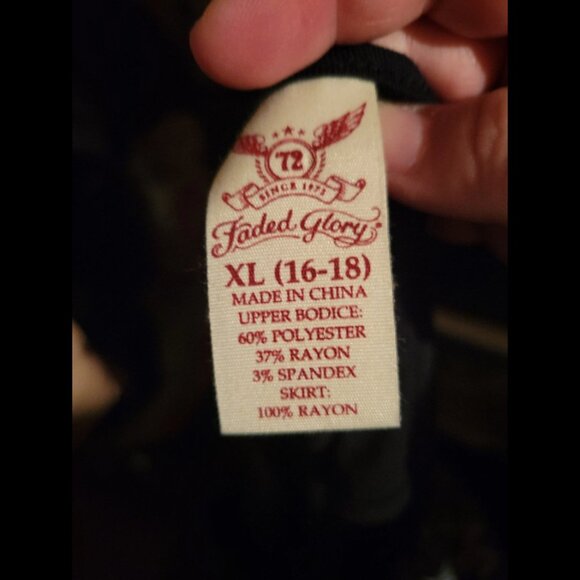 72
SINCE 1972
Faded Glory
XL (16-18)
MADE IN CHINA
UPPER BODICE:
60% POLYESTER
37% RAYON
3% SPANDEX
SKIRT:
100% RAYON